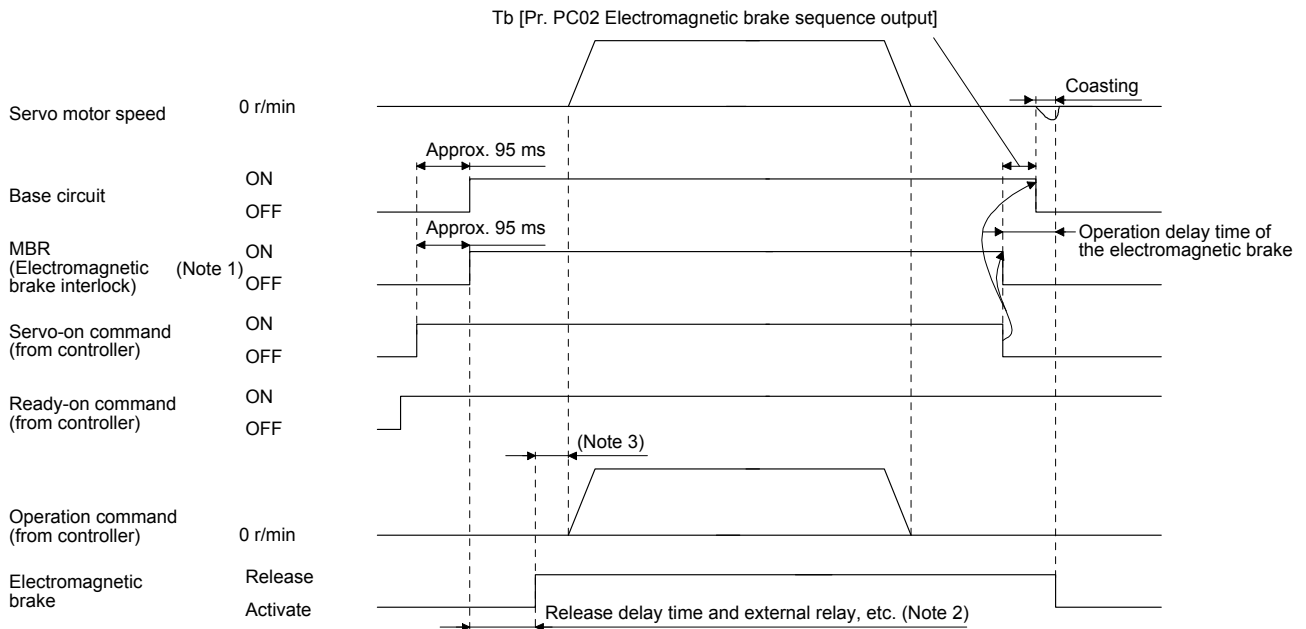 Tb [Pr. PC02 Electromagnetic brake sequence output]
Coasting
Servo motor speed
0 r/min
Approx. 95 ms
Base circuit
ON
OFF
Approx. 95 ms
MBR
(Electromagnetic
brake interlock)
(Note 1)
ON
OFF
Operation delay time of
the electromagnetic brake
Servo-on command
(from controller)
ON
OFF
Ready-on command
(from controller)
ON
OFF
(Note 3)
Operation command
(from controller)
0 r/min
Electromagnetic
brake
Release
Activate
Release delay time and external relay, etc. (Note 2)